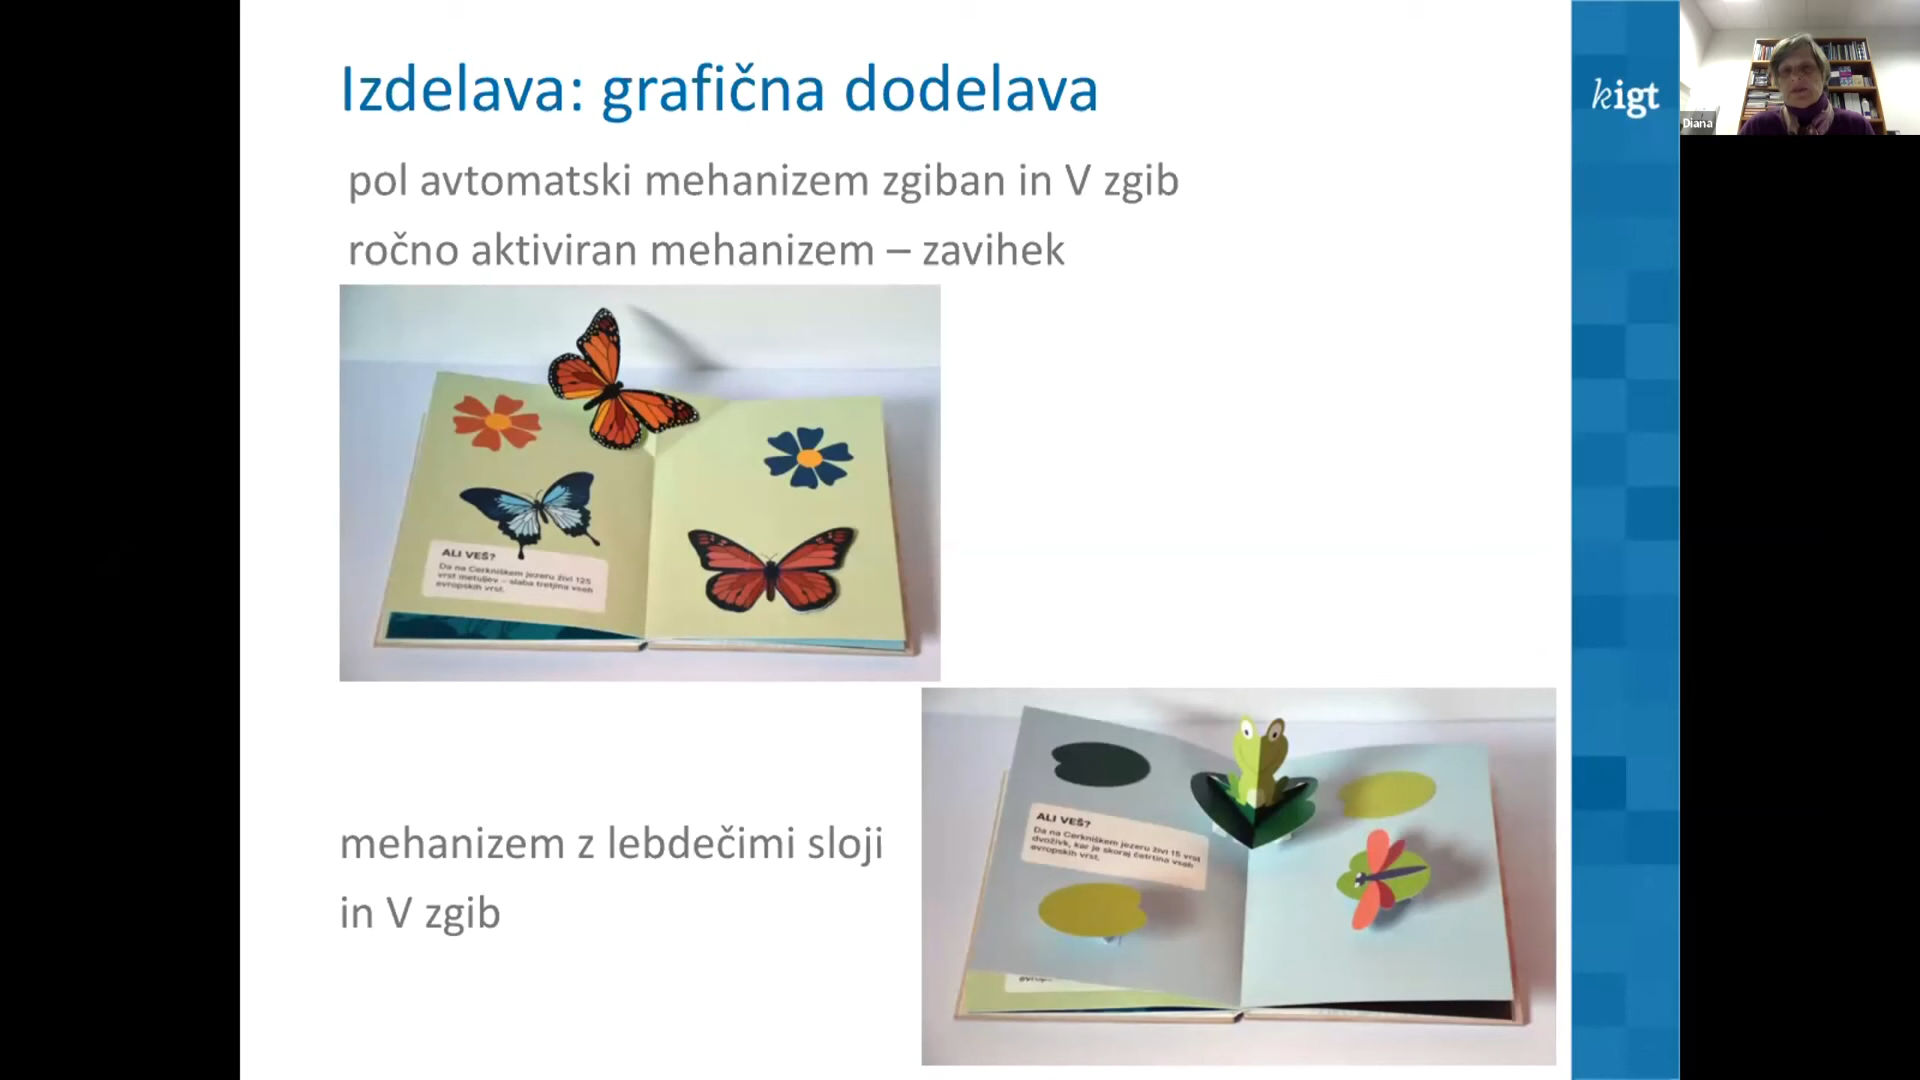 Izdelava: grafična dodelava
kigt
Diana
pol avtomatski mehanizem zgiban in V zgib
ročno aktiviran mehanizem – zavihek
ALI VEŠ?
Da na Cerkniškem jezeru živi 125
vrst metuljev – slaba tretjina vseh
evropskih vrst.
mehanizem z lebdečimi sloji
in V zgib
ALI VEŠ?
Da na Cerkniškem jezeru živi 15 vrst
dvoživk, kar je skoraj četrtina vseh
evropskih vrst.